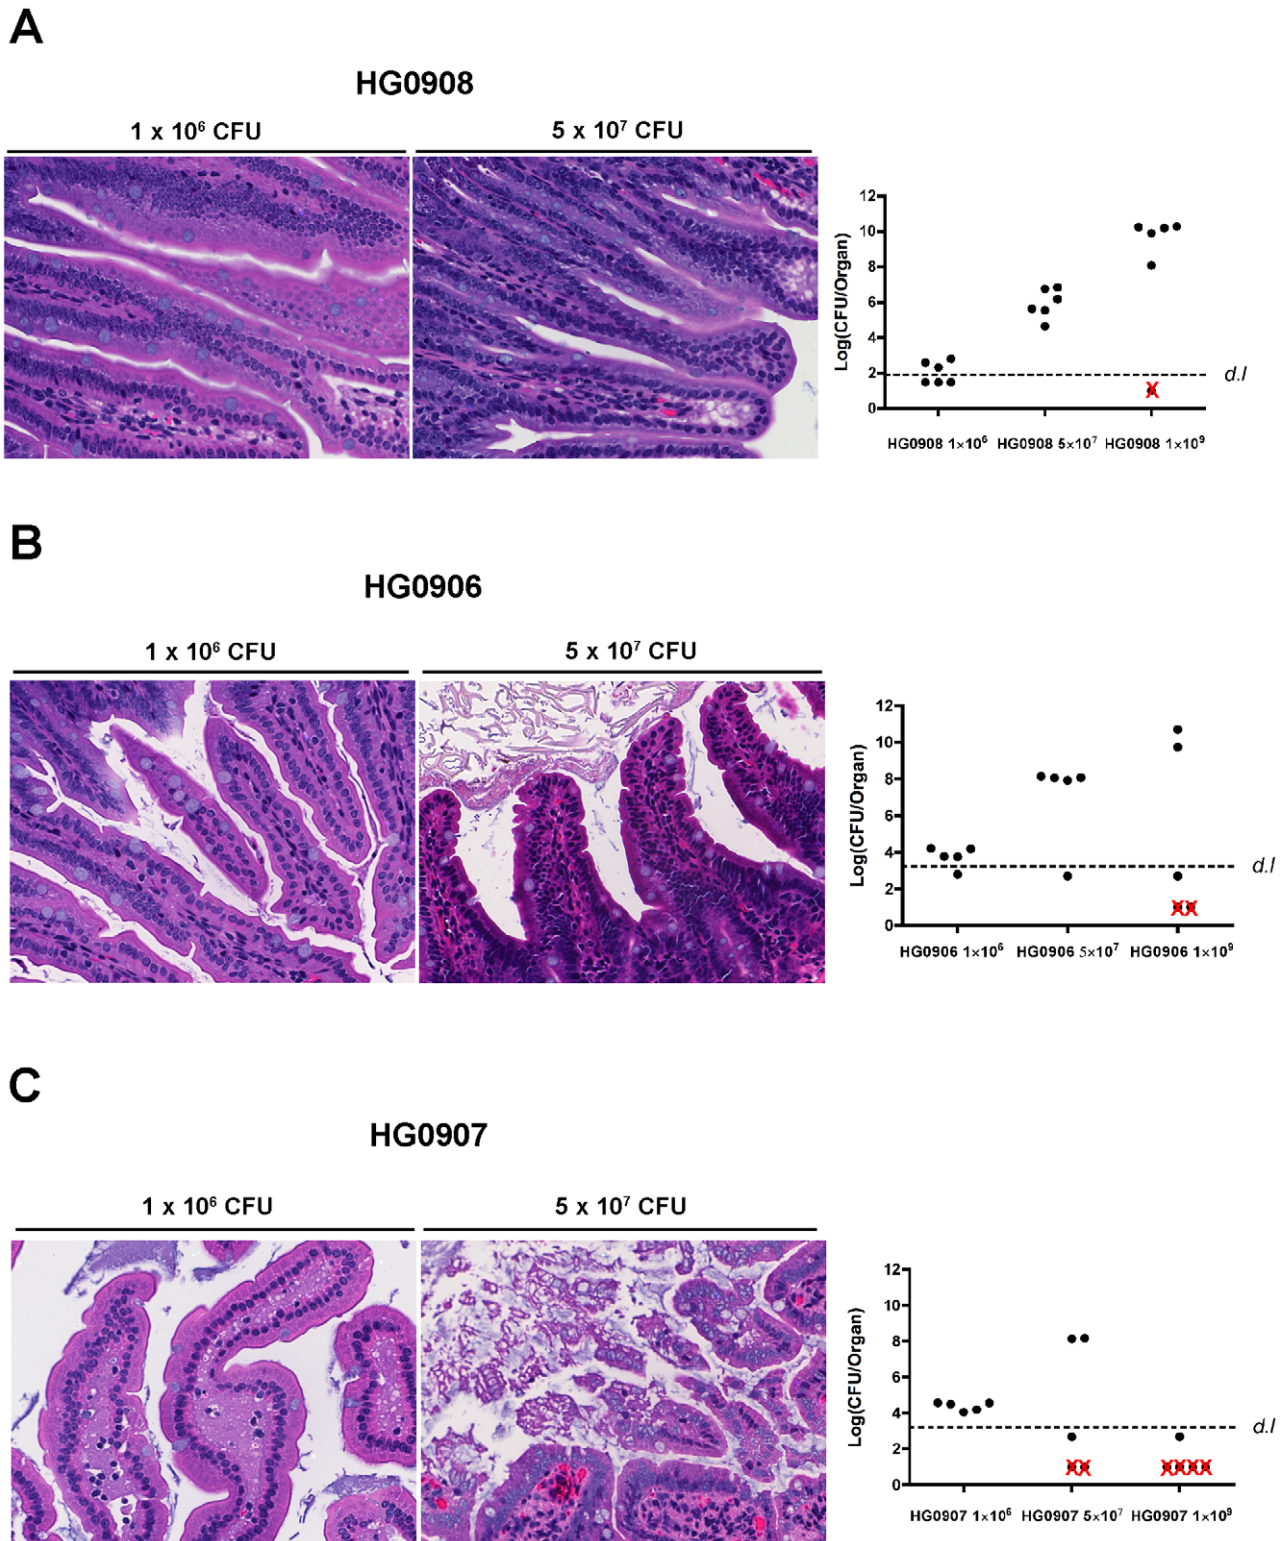 A
HG0908
1 x 10⁶ CFU
5 x 10⁷ CFU
Log(CFU/Organ)
12
10
8
6
4
2
0
d.l
X
HG0908 1×10⁶
HG0908 5×10⁷
HG0908 1×10⁹
B
HG0906
1 x 10⁶ CFU
5 x 10⁷ CFU
Log(CFU/Organ)
12
10
8
6
4
2
0
d.l
XX
HG0906 1×10⁶
HG0906 5×10⁷
HG0906 1×10⁹
C
HG0907
1 x 10⁶ CFU
5 x 10⁷ CFU
Log(CFU/Organ)
12
10
8
6
4
2
0
d.l
XX
XXXX
HG0907 1×10⁶
HG0907 5×10⁷
HG0907 1×10⁹